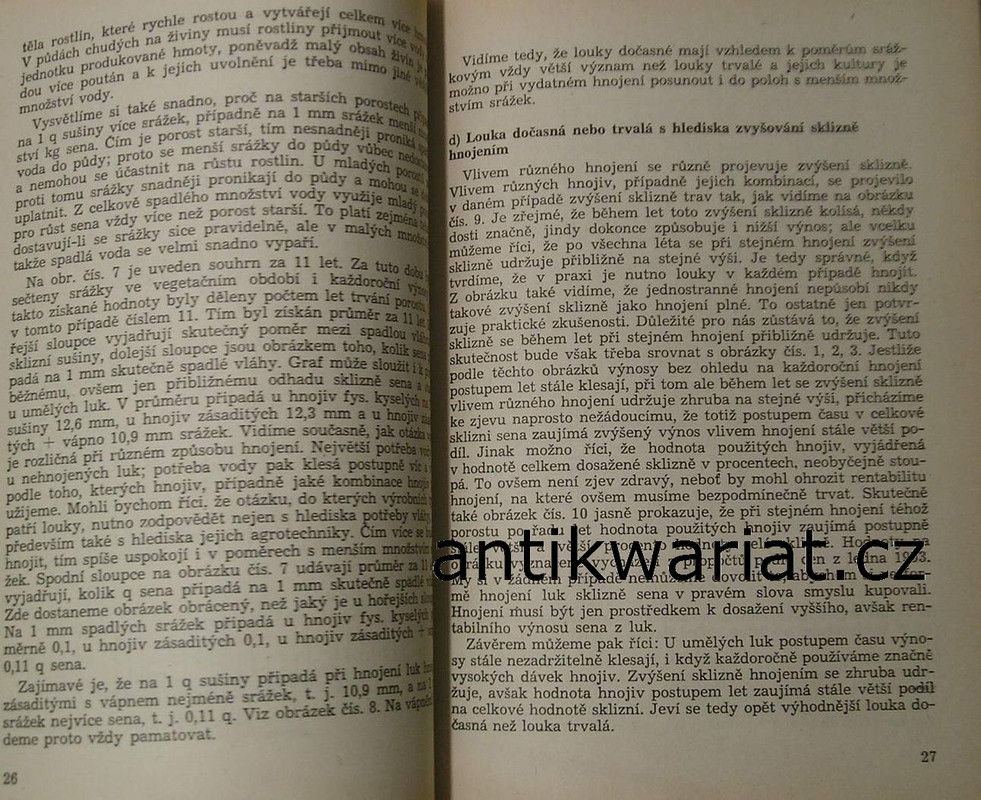 těla rostlin, které rychle rostou a vytvářejí celkem více
V půdách chudých na živiny musí rostliny přijmout více vody
jednotku produkované hmoty, poněvadž malý obsah živin
dou více poután a k jejich uvolnění je třeba mimo jiné
množství vody.
Vysvětlíme si také snadno, proč na starších porostech
na 1 q sušiny více srážek, případně na 1 mm srážek menší
ství kg sena. Čím je porost starší, tím nesnadněji proniká
voda do půdy; proto se menší srážky do půdy vůbec
a nemohou se účastnit na růstu rostlin. U mladých
proti tomu srážky snadněji pronikají do půdy a mohou se
uplatnit. Z celkově spadlého množství vody využije mladý
pro růst sena vždy více než porost starší. To platí zejména
dostavují-li se srážky sice pravidelně, ale v malých
takže spadlá voda se velmi snadno vypaří.
Na obr. čís. 7 je uveden souhrn za 11 let. Za tuto dobu
sečteny srážky ve vegetačním období i každoroční
takto získané hodnoty byly děleny počtem let trvání
v tomto případě číslem 11. Tím byl získán průměr za 11 let.
řejší sloupce vyjadřují skutečný poměr mezi spadlou
sklizní sušiny, dolejší sloupce jsou obrázkem toho, kolik sena
padá na 1 mm skutečně spadlé vláhy. Graf může sloužit i k
běžnému, ovšem jen přibližnému odhadu sklizně sena
u umělých luk. V průměru připadá u hnojiv fys. kyselých na
sušiny 12,6 mm, u hnojiv zásaditých 12,3 mm a u hnojiv
tých + vápno 10,9 mm srážek. Vidíme současně, jak otázka
je rozličná při různém způsobu hnojení. Největší potřeba
u nehnojených luk; potřeba vody pak klesá postupně víc a
podle toho, kterých hnojiv, případně jaké kombinace hnojiv
užijeme. Mohli bychom říci, že otázku, do kterých výrobních
patří louky, nutno zodpovědět nejen s hlediska potřeby vláhy,
především také s hlediska jejich agrotechniky. Čím více se
hnojit, tím spíše uspokojí i v poměrech s menším množstvím
žek. Spodní sloupce na obrázku čís. 7 udávají průměr za 11
vyjadřují, kolik q sena připadá na 1 mm skutečně spadlé
Zde dostaneme obrázek obrácený, než jaký je u hořejších
Na 1 mm spadlých srážek připadá u hnojiv fys. kyselých
měrně 0,1, u hnojiv zásaditých 0,1, u hnojiv zásaditých +
0,11 q sena.
Zajímavé je, že na 1 q sušiny připadá při hnojení luk
zásaditými s vápnem nejméně srážek, t. j. 10,9 mm, a na 1
srážek nejvíce sena, t. j. 0,11 q. Viz obrázek čís. 8. Na
deme proto vždy pamatovat.
26
Vidíme tedy, že louky dočasné mají vzhledem k poměrům sráž-
kovým vždy větší význam než louky trvalé a jejich kultury je
možno při vydatném hnojení posunout i do poloh s menším množ-
stvím srážek.
d) Louka dočasná nebo trvalá s hlediska zvyšování sklizně
hnojením
Vlivem různého hnojení se různě projevuje zvýšení sklizně.
Vlivem různých hnojiv, případně jejich kombinací, se projevilo
v daném případě zvýšení sklizně trav tak, jak vidíme na obrázku
čís. 9. Je zřejmé, že během let toto zvýšení sklizně kolísá, někdy
dosti značně, jindy dokonce způsobuje i nižší výnos; ale vcelku
můžeme říci, že po všechna léta se při stejném hnojení zvýšení
sklizně udržuje přibližně na stejné výši. Je tedy správné, když
tvrdíme, že v praxi je nutno louky v každém případě hnojit.
Z obrázku také vidíme, že jednostranné hnojení nepůsobí nikdy
takové zvýšení sklizně jako hnojení plné. To ostatně jen potvr-
zuje praktické zkušenosti. Důležité pro nás zůstává to, že zvýšení
sklizně se během let při stejném hnojení přibližně udržuje. Tuto
skutečnost bude však třeba srovnat s obrázky čís. 1, 2, 3. Jestliže
podle těchto obrázků výnosy bez ohledu na každoroční hnojení
postupem let stále klesají, při tom ale během let se zvýšení sklizně
vlivem různého hnojení udržuje zhruba na stejné výši, přicházíme
ke zjevu naprosto nežádoucímu, že totiž postupem času v celkové
sklizni sena zaujímá zvýšený výnos vlivem hnojení stále větší po-
díl. Jinak možno říci, že hodnota použitých hnojiv, vyjádřená
v hodnotě celkem dosažené sklizně v procentech, neobyčejně stou-
pá. To ovšem není zjev zdravý, neboť by mohl ohrozit rentabilitu
hnojení, na které ovšem musíme bezpodmínečně trvat. Skutečně
také obrázek čís. 10 jasně prokazuje, že při stejném hnojení téhož
porostu po řadu let hodnota použitých hnojiv zaujímá postupně
antikwariat.cz
1953.
my si v žádném případě nemůžeme dovolit,
mě hnojení luk sklizně sena v pravém slova smyslu kupovali.
Hnojení musí být jen prostředkem k dosažení vyššího, avšak ren-
tabilního výnosu sena z luk.
Závěrem můžeme pak říci: U umělých luk postupem času výno-
sy stále nezadržitelně klesají, i když každoročně používáme značně
vysokých dávek hnojiv. Zvýšení sklizně hnojením se zhruba udr-
žuje, avšak hodnota hnojiv postupem let zaujímá stále větší podíl
na celkové hodnotě sklizní. Jeví se tedy opět výhodnější louka do-
časná než louka trvalá.
27